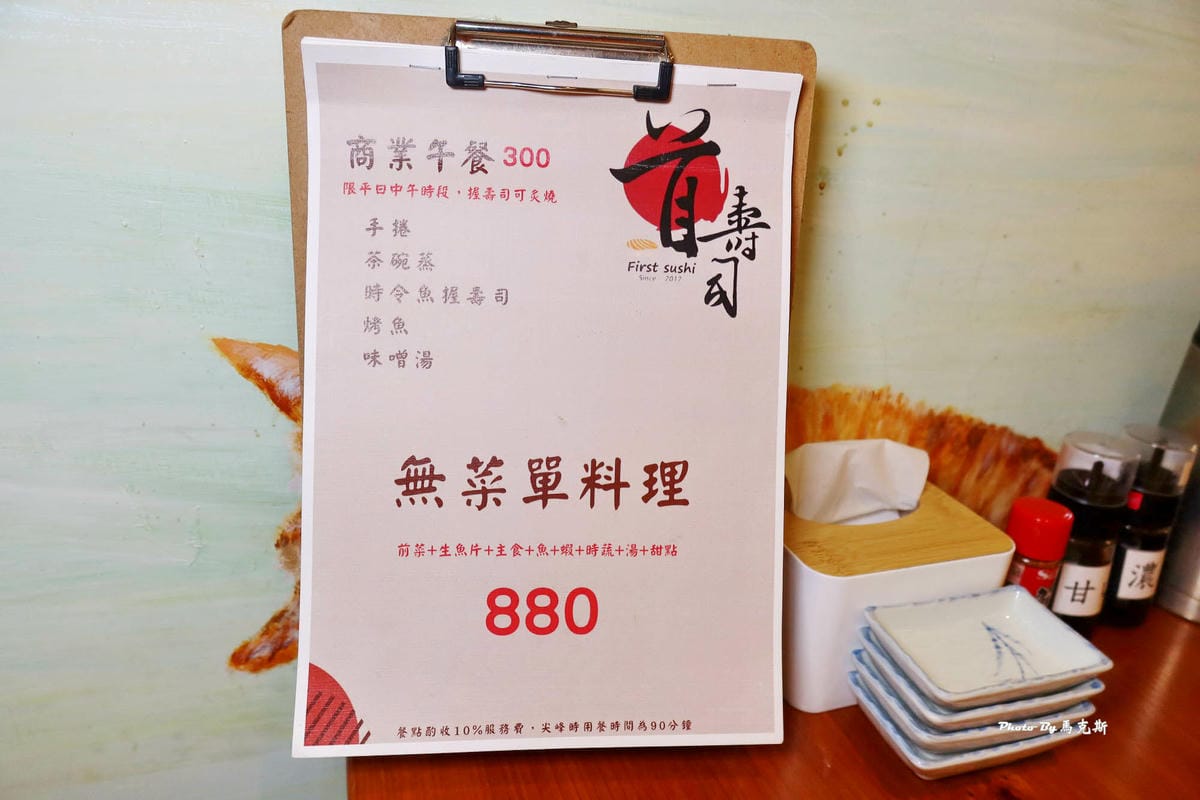 商業午餐 300
限平日中午時段，握壽司可炙燒
手捲
茶碗蒸
時令魚握壽司
烤魚
味噌湯
首壽司
First sushi
Since 2017
無菜單料理
前菜+生魚片+主食+魚+蝦+時蔬+湯+甜點
880
餐點酌收10%服務費，尖峰時用餐時間為90分鐘
甘
濃
Photo By 馬克斯